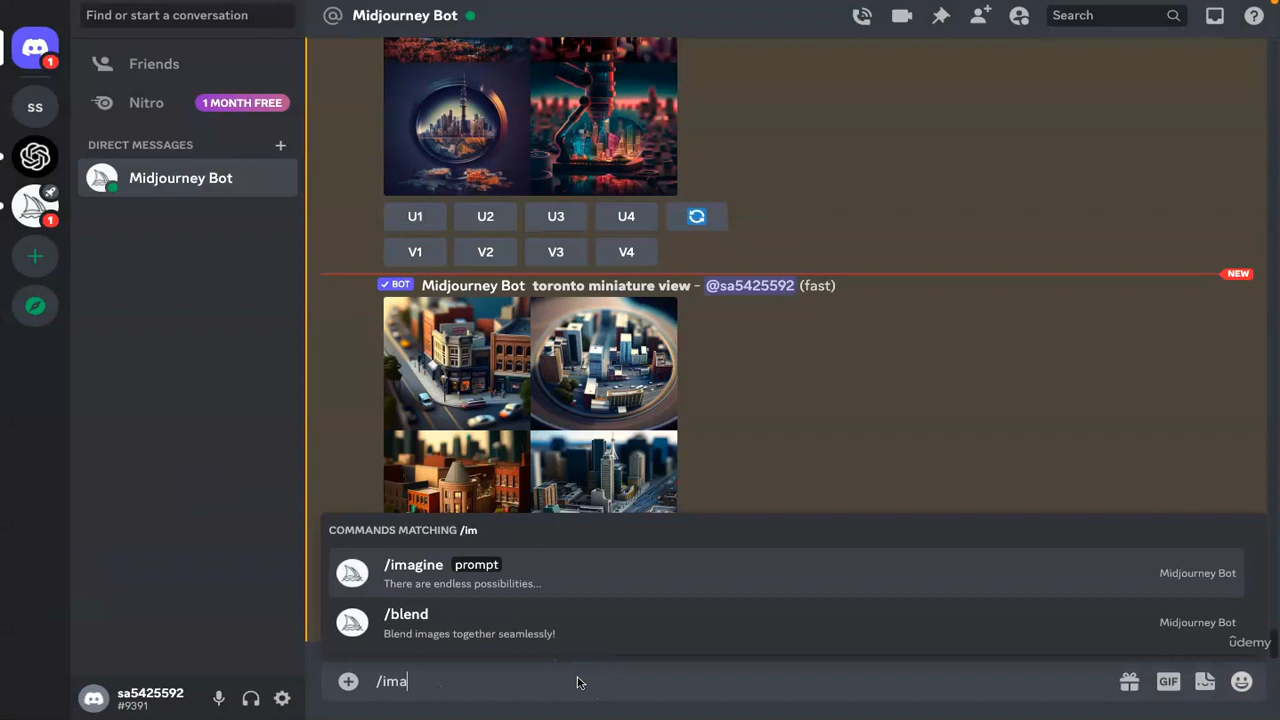 Find or start a conversation
Midjourney Bot
Search
1
Friends
SS
Nitro
1 MONTH FREE
DIRECT MESSAGES
Midjourney Bot
1
U1
U2
U3
U4
V1
V2
V3
V4
NEW
BOT
Midjourney Bot toronto miniature view - @sa5425592 (fast)
COMMANDS MATCHING /im
/imagine prompt
There are endless possibilities...
Midjourney Bot
/blend
Blend images together seamlessly!
Midjourney Bot
ûdemy
/ima
GIF
sa5425592
#9391